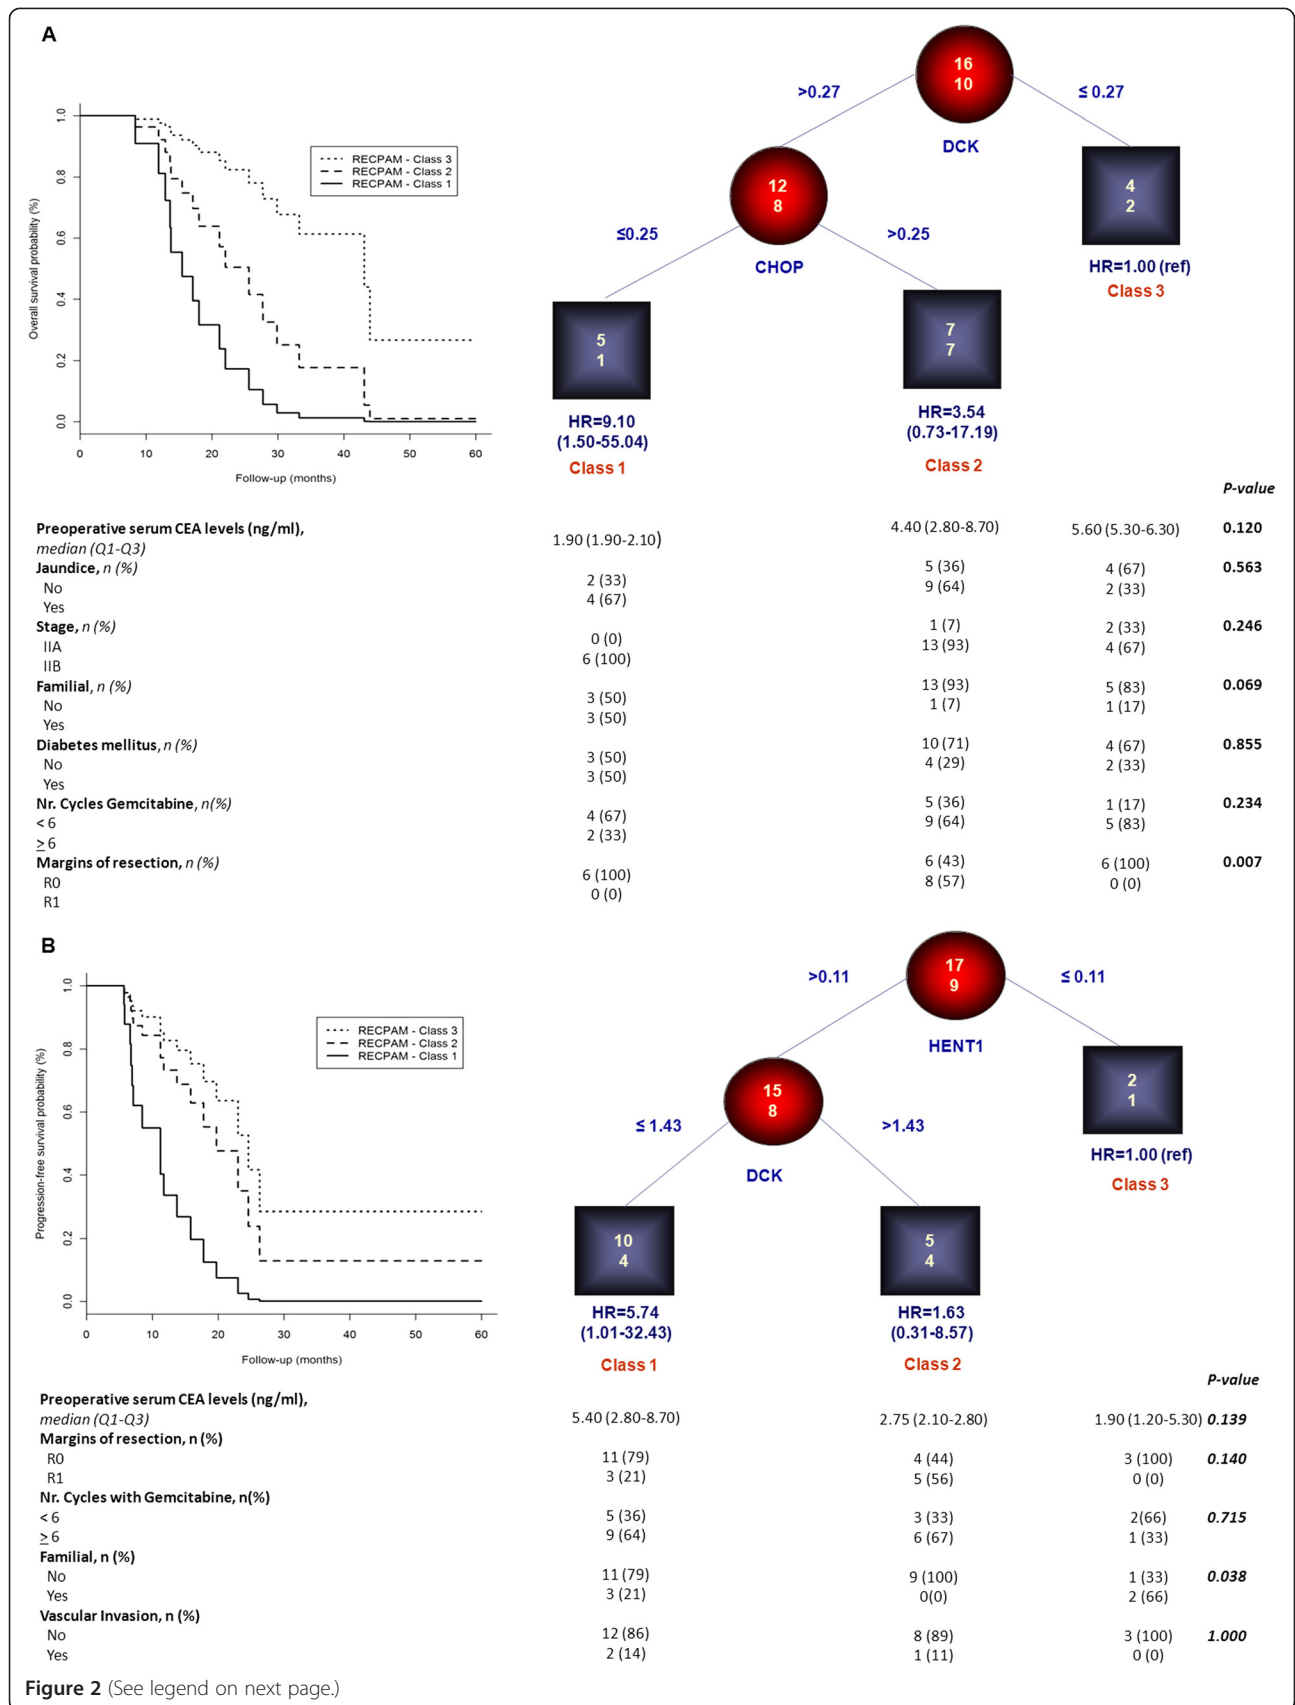 A
16
10
>0.27
≤ 0.27
DCK
12
8
4
2
≤0.25
>0.25
CHOP
HR=1.00 (ref)
Class 3
5
1
7
7
HR=9.10
(1.50-55.04)
Class 1
HR=3.54
(0.73-17.19)
Class 2
RECPAM - Class 3
RECPAM - Class 2
RECPAM - Class 1
Overall survival probability (%)
1.0
0.8
0.6
0.4
0.2
0.0
0 10 20 30 40 50 60
Follow-up (months)
P-value
Preoperative serum CEA levels (ng/ml),
median (Q1-Q3) 1.90 (1.90-2.10) 4.40 (2.80-8.70) 5.60 (5.30-6.30) 0.120
Jaundice, n (%) 0.563
No 2 (33) 5 (36) 4 (67)
Yes 4 (67) 9 (64) 2 (33)
Stage, n (%) 0.246
IIA 0 (0) 1 (7) 2 (33)
IIB 6 (100) 13 (93) 4 (67)
Familial, n (%) 0.069
No 3 (50) 13 (93) 5 (83)
Yes 3 (50) 1 (7) 1 (17)
Diabetes mellitus, n (%) 0.855
No 3 (50) 10 (71) 4 (67)
Yes 3 (50) 4 (29) 2 (33)
Nr. Cycles Gemcitabine, n(%) 0.234
< 6 4 (67) 5 (36) 1 (17)
≥ 6 2 (33) 9 (64) 5 (83)
Margins of resection, n (%) 0.007
R0 6 (100) 6 (43) 6 (100)
R1 0 (0) 8 (57) 0 (0)
B
17
9
>0.11
≤ 0.11
HENT1
15
8
2
1
≤ 1.43
>1.43
DCK
HR=1.00 (ref)
Class 3
10
4
5
4
HR=5.74
(1.01-32.43)
Class 1
HR=1.63
(0.31-8.57)
Class 2
RECPAM - Class 3
RECPAM - Class 2
RECPAM - Class 1
Progression-free survival probability (%)
1.0
0.8
0.6
0.4
0.2
0.0
0 10 20 30 40 50 60
Follow-up (months)
P-value
Preoperative serum CEA levels (ng/ml),
median (Q1-Q3) 5.40 (2.80-8.70) 2.75 (2.10-2.80) 1.90 (1.20-5.30) 0.139
Margins of resection, n (%)
R0 11 (79) 4 (44) 3 (100) 0.140
R1 3 (21) 5 (56) 0 (0)
Nr. Cycles with Gemcitabine, n(%)
< 6 5 (36) 3 (33) 2(66) 0.715
≥ 6 9 (64) 6 (67) 1 (33)
Familial, n (%)
No 11 (79) 9 (100) 1 (33) 0.038
Yes 3 (21) 0(0) 2 (66)
Vascular Invasion, n (%)
No 12 (86) 8 (89) 3 (100) 1.000
Yes 2 (14) 1 (11) 0 (0)
Figure 2 (See legend on next page.)